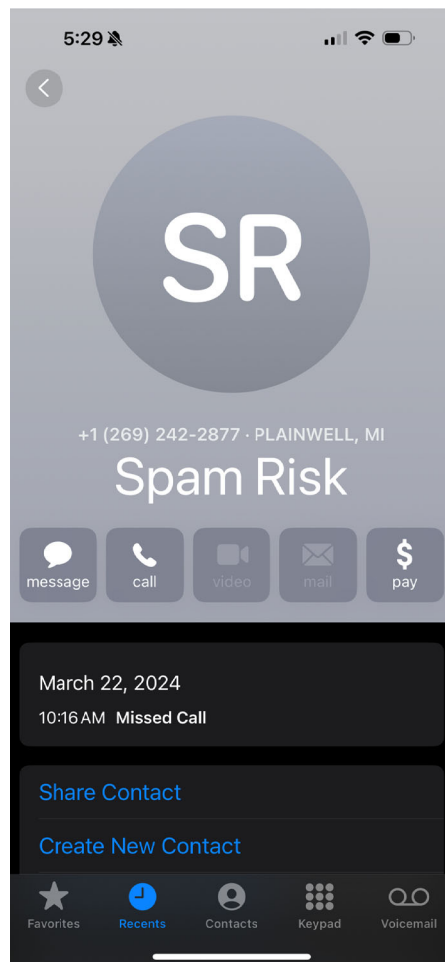 5:29
SR
+1 (269) 242-2877 · PLAINWELL, MI
Spam Risk
message call video mail pay
March 22, 2024
10:16 AM Missed Call
Share Contact
Create New Contact
Favorites Recents Contacts Keypad Voicemail